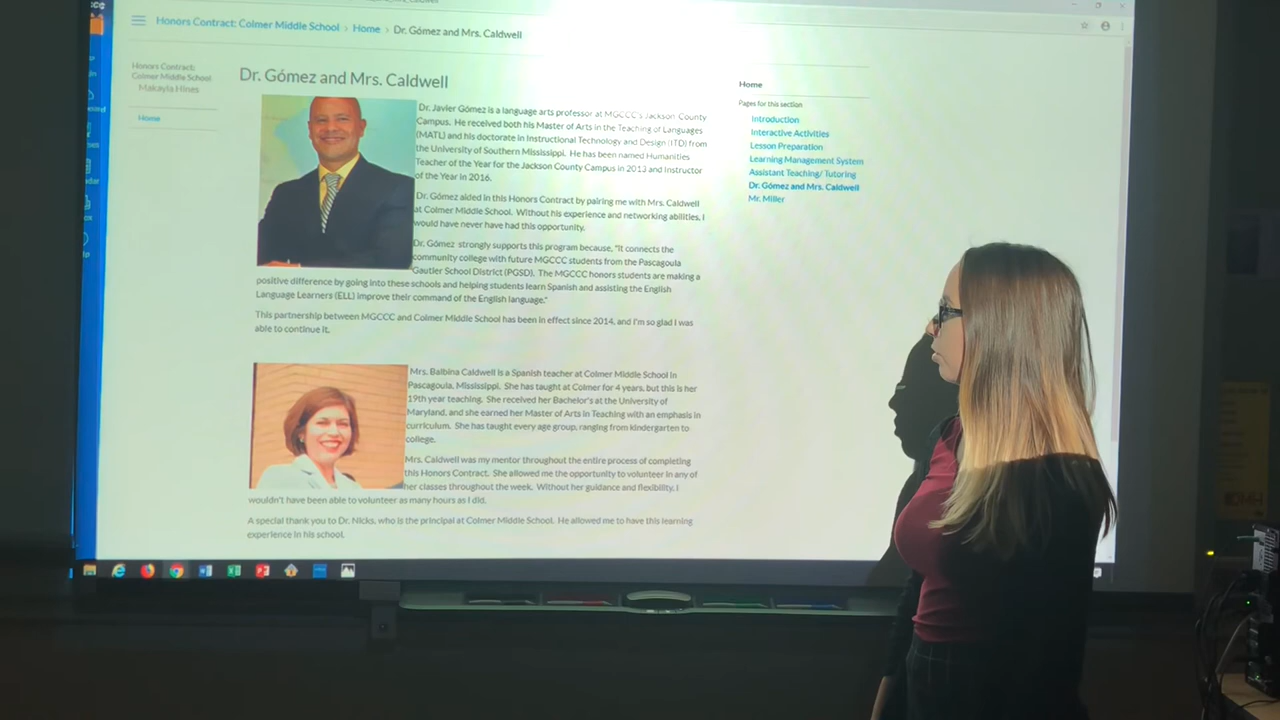 Honors Contract: Colmer Middle School › Home › Dr. Gómez and Mrs. Caldwell
Honors Contract:
Colmer Middle School
Makayla Hines
Home
Dr. Gómez and Mrs. Caldwell
Dr. Javier Gómez is a language arts professor at MGCCC's Jackson County
Campus. He received both his Master of Arts in the Teaching of Languages
(MATL) and his doctorate in Instructional Technology and Design (ITD) from
the University of Southern Mississippi. He has been named Humanities
Teacher of the Year for the Jackson County Campus in 2013 and Instructor
of the Year in 2016.
Dr. Gómez aided in this Honors Contract by pairing me with Mrs. Caldwell
at Colmer Middle School. Without his experience and networking abilities, I
would have never have had this opportunity.
Dr. Gómez strongly supports this program because, "It connects the
community college with future MGCCC students from the Pascagoula
Gautier School District (PGSD). The MGCCC honors students are making a
positive difference by going into these schools and helping students learn Spanish and assisting the English
Language Learners (ELL) improve their command of the English language."
This partnership between MGCCC and Colmer Middle School has been in effect since 2014, and I'm so glad I was
able to continue it.
Mrs. Balbina Caldwell is a Spanish teacher at Colmer Middle School in
Pascagoula, Mississippi. She has taught at Colmer for 4 years, but this is her
19th year teaching. She received her Bachelor's at the University of
Maryland, and she earned her Master of Arts in Teaching with an emphasis in
curriculum. She has taught every age group, ranging from kindergarten to
college.
Mrs. Caldwell was my mentor throughout the entire process of completing
this Honors Contract. She allowed me the opportunity to volunteer in any of
her classes throughout the week. Without her guidance and flexibility, I
wouldn't have been able to volunteer as many hours as I did.
A special thank you to Dr. Nicks, who is the principal at Colmer Middle School. He allowed me to have this learning
experience in his school.
Home
Pages for this section
Introduction
Interactive Activities
Lesson Preparation
Learning Management System
Assistant Teaching/ Tutoring
Dr. Gómez and Mrs. Caldwell
Mr. Miller